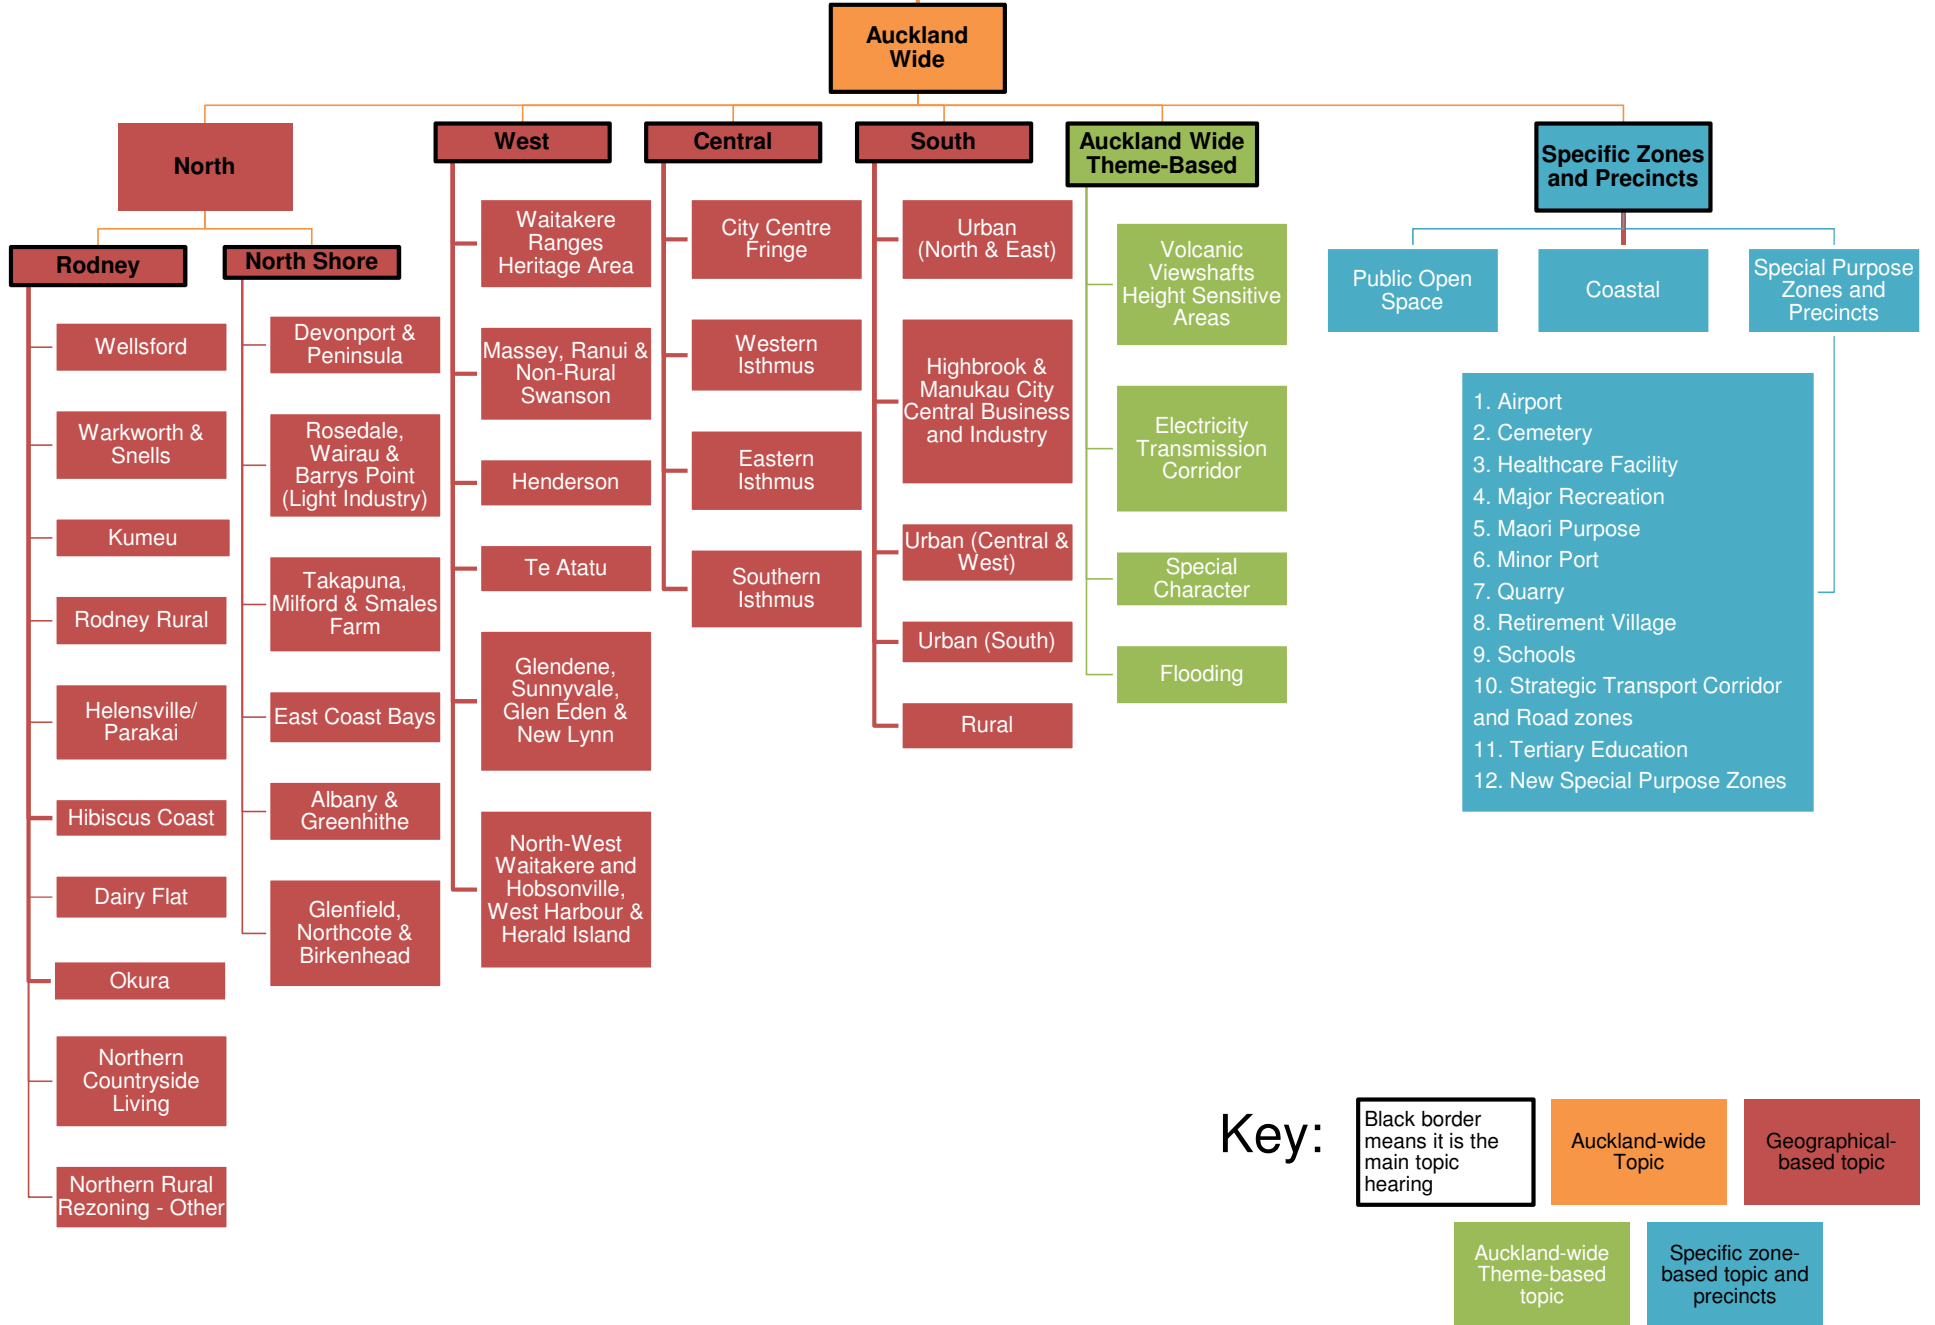 Auckland
Wide
North
West
Central
South
Auckland Wide
Theme-Based
Specific Zones
and Precincts
Rodney
North Shore
Wellsford
Warkworth &
Snells
Kumeu
Rodney Rural
Helensville/
Parakai
Hibiscus Coast
Dairy Flat
Okura
Northern
Countryside
Living
Northern Rural
Rezoning - Other
Devonport &
Peninsula
Rosedale,
Wairau &
Barrys Point
(Light Industry)
Takapuna,
Milford & Smales
Farm
East Coast Bays
Albany &
Greenhithe
Glenfield,
Northcote &
Birkenhead
Waitakere
Ranges
Heritage Area
Massey, Ranui &
Non-Rural
Swanson
Henderson
Te Atatu
Glendene,
Sunnyvale,
Glen Eden &
New Lynn
North-West
Waitakere and
Hobsonville,
West Harbour &
Herald Island
City Centre
Fringe
Western
Isthmus
Eastern
Isthmus
Southern
Isthmus
Urban
(North & East)
Highbrook &
Manukau City
Central Business
and Industry
Urban (Central &
West)
Urban (South)
Rural
Volcanic
Viewshafts
Height Sensitive
Areas
Electricity
Transmission
Corridor
Special
Character
Flooding
Public Open
Space
Coastal
Special Purpose
Zones and
Precincts
1. Airport
2. Cemetery
3. Healthcare Facility
4. Major Recreation
5. Maori Purpose
6. Minor Port
7. Quarry
8. Retirement Village
9. Schools
10. Strategic Transport Corridor
and Road zones
11. Tertiary Education
12. New Special Purpose Zones
Key:
Black border
means it is the
main topic
hearing
Auckland-wide
Topic
Geographical-
based topic
Auckland-wide
Theme-based
topic
Specific zone-
based topic and
precincts